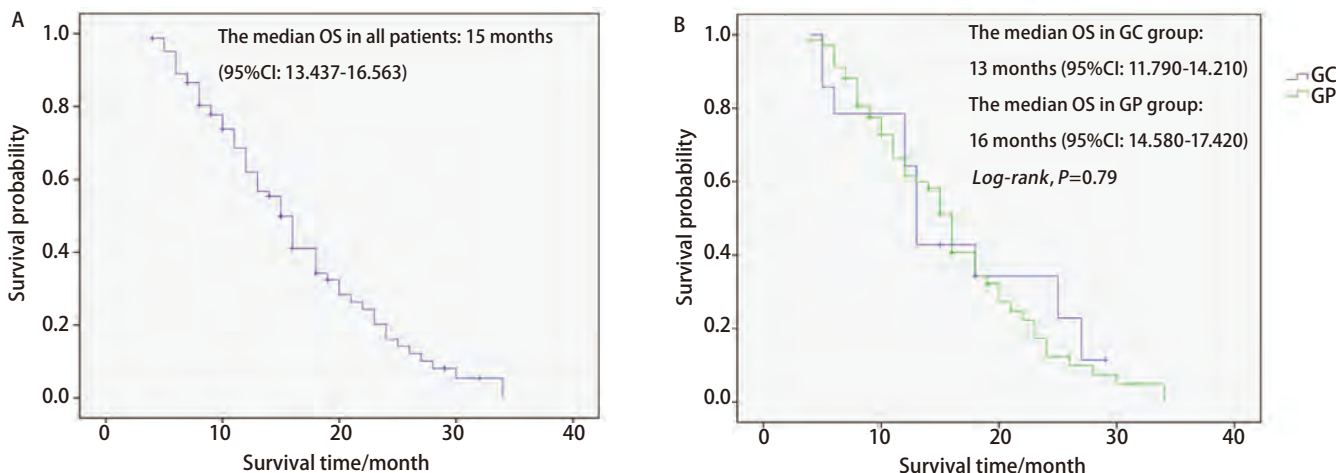 A
The median OS in all patients: 15 months
(95%CI: 13.437-16.563)
Survival probability
1.0
0.8
0.6
0.4
0.2
0.0
0
10
20
30
40
Survival time/month
B
The median OS in GC group:
13 months (95%CI: 11.790-14.210)
The median OS in GP group:
16 months (95%CI: 14.580-17.420)
Log-rank, P=0.79
GC
GP
Survival probability
1.0
0.8
0.6
0.4
0.2
0.0
0
10
20
30
40
Survival time/month